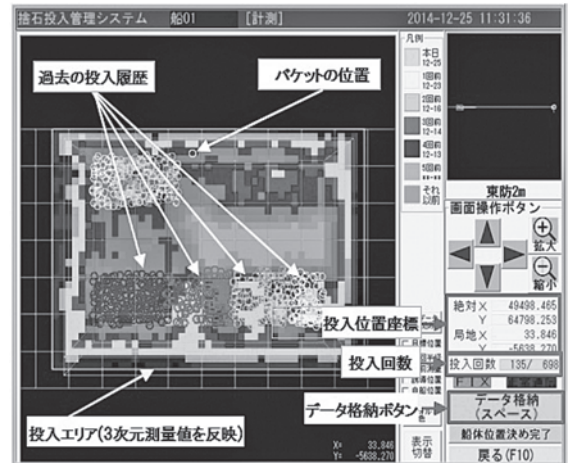 捨石投入管理システム 船01 [計測] 2014-12-25 11:31:36
凡例
本日
12-25
1回前
12-23
2回前
12-16
3回前
12-14
4回前
12-13
5回前
それ
以前
過去の投入履歴
バケットの位置
東防2m
画面操作ボタン
拡大
縮小
投入位置座標
絶対X 49498.465
Y 64798.253
局地X 33.846
Y -5638.270
投入回数
投入回数 135/ 698
FIX
データ格納ボタン
データ格納
(スペース)
投入エリア(3次元測量値を反映)
X= 33.846
Y= -5638.270
表示
切替
船体位置決め完了
戻る(F10)